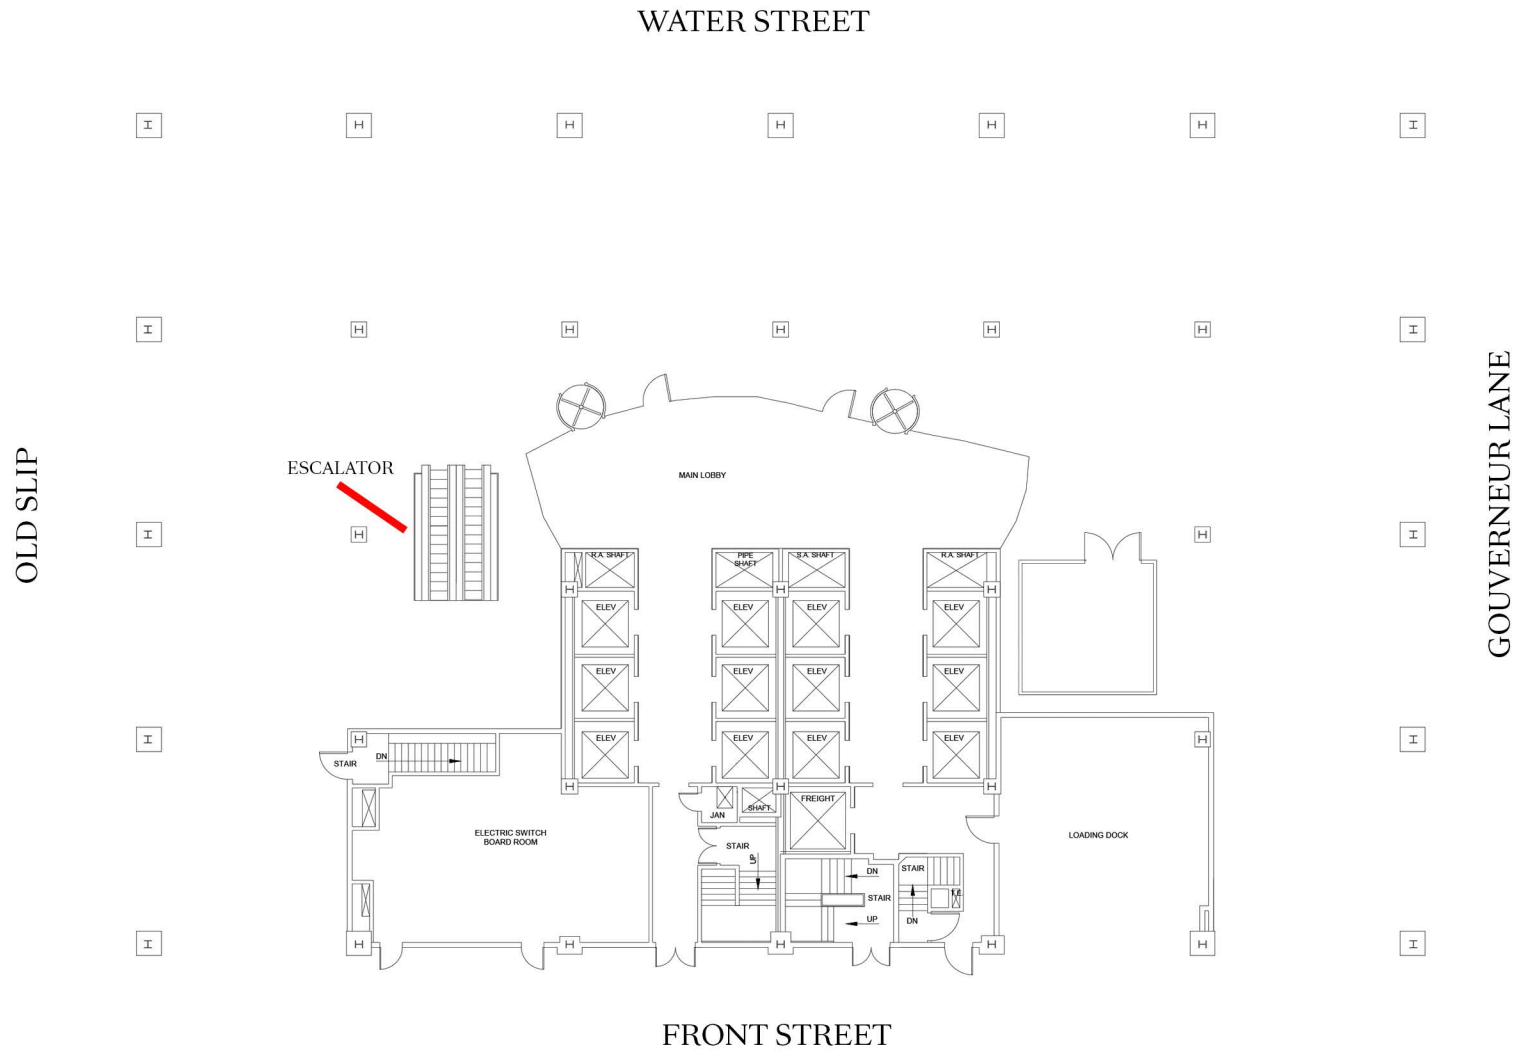 WATER STREET
OLD SLIP
GOUVERNEUR LANE
ESCALATOR
MAIN LOBBY
R.A. SHAFT
PIPE
SHAFT
S.A. SHAFT
R.A. SHAFT
ELEV
ELEV
ELEV
ELEV
ELEV
ELEV
ELEV
ELEV
ELEV
ELEV
ELEV
ELEV
STAIR
DN
FREIGHT
SHAFT
JAN
ELECTRIC SWITCH
BOARD ROOM
STAIR
UP
LOADING DOCK
DN
STAIR
STAIR
UP
DN
T.E.
FRONT STREET